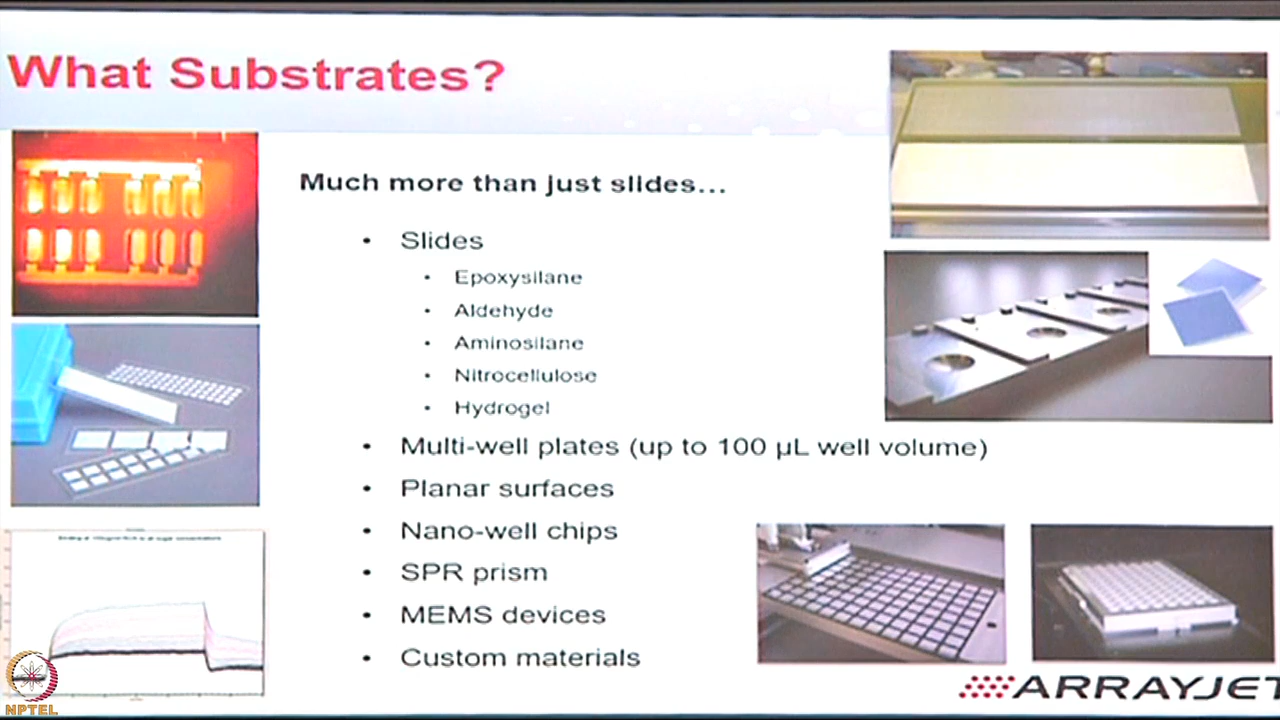 What Substrates?
Much more than just slides...
• Slides
• Epoxysilane
• Aldehyde
• Aminosilane
• Nitrocellulose
• Hydrogel
• Multi-well plates (up to 100 µL well volume)
• Planar surfaces
• Nano-well chips
• SPR prism
• MEMS devices
• Custom materials
ARRAYJET
NPTEL